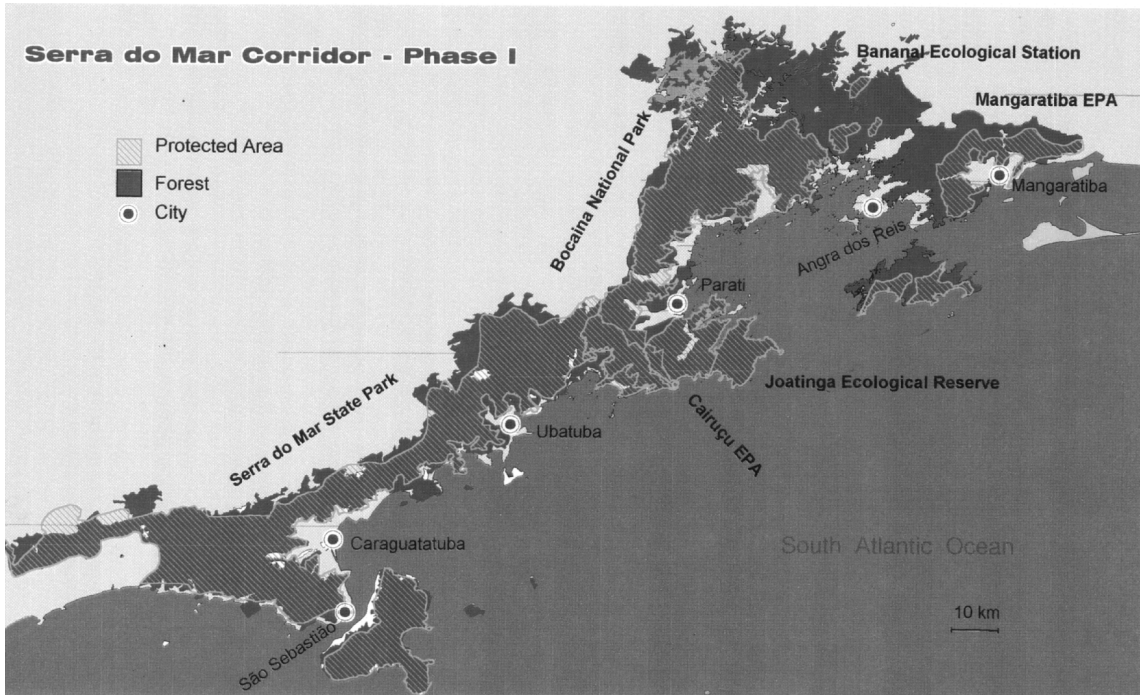 Serra do Mar Corridor - Phase I
Bananal Ecological Station
Mangaratiba EPA
Protected Area
Forest
City
Bocaina National Park
Mangaratiba
Angra dos Reis
Parati
Joatinga Ecological Reserve
Cairuçu EPA
Serra do Mar State Park
Ubatuba
Caraguatatuba
South Atlantic Ocean
10 km
São Sebastião